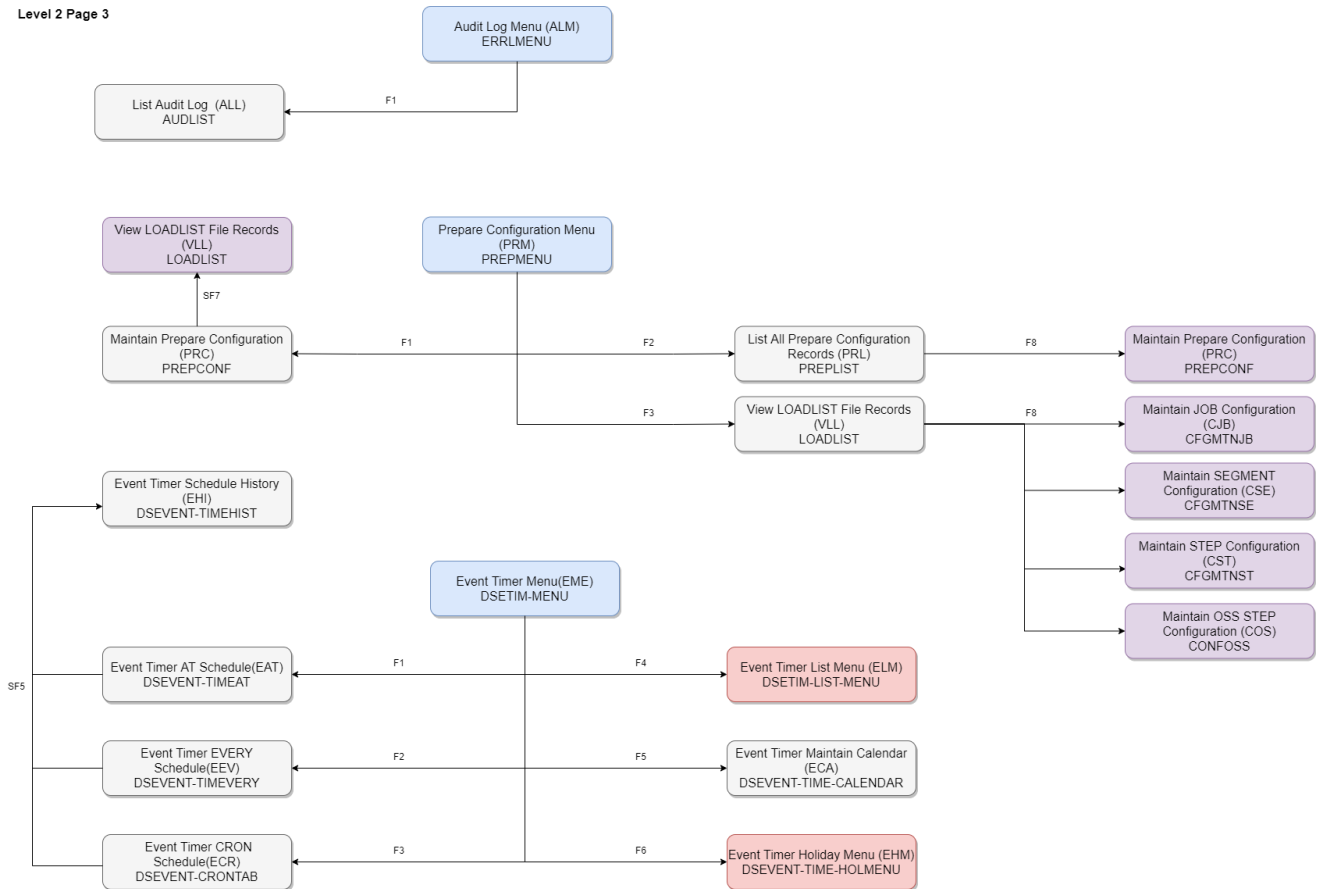 Level 2 Page 3
Audit Log Menu (ALM)
ERRLMENU
F1
List Audit Log (ALL)
AUDLIST
View LOADLIST File Records
(VLL)
LOADLIST
Prepare Configuration Menu
(PRM)
PREPMENU
SF7
Maintain Prepare Configuration
(PRC)
PREPCONF
F1
F2
List All Prepare Configuration
Records (PRL)
PREPLIST
F8
Maintain Prepare Configuration
(PRC)
PREPCONF
F3
View LOADLIST File Records
(VLL)
LOADLIST
F8
Maintain JOB Configuration
(CJB)
CFGMTNJB
Maintain SEGMENT
Configuration (CSE)
CFGMTNSE
Maintain STEP Configuration
(CST)
CFGMTNST
Maintain OSS STEP
Configuration (COS)
CONFOSS
Event Timer Schedule History
(EHI)
DSEVENT-TIMEHIST
Event Timer Menu(EME)
DSETIM-MENU
SF5
Event Timer AT Schedule(EAT)
DSEVENT-TIMEAT
F1
F4
Event Timer List Menu (ELM)
DSETIM-LIST-MENU
Event Timer EVERY
Schedule(EEV)
DSEVENT-TIMEVERY
F2
F5
Event Timer Maintain Calendar
(ECA)
DSEVENT-TIME-CALENDAR
Event Timer CRON
Schedule(ECR)
DSEVENT-CRONTAB
F3
F6
Event Timer Holiday Menu (EHM)
DSEVENT-TIME-HOLMENU